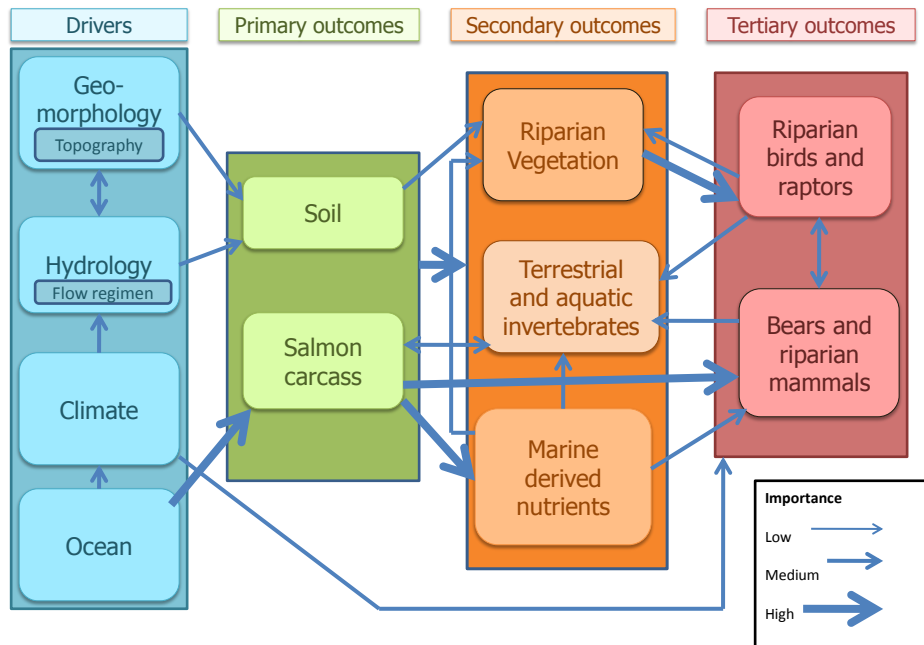 Drivers
Primary outcomes
Secondary outcomes
Tertiary outcomes
Geo-
morphology
Topography
Hydrology
Flow regimen
Climate
Ocean
Soil
Salmon
carcass
Riparian
Vegetation
Terrestrial
and aquatic
invertebrates
Marine
derived
nutrients
Riparian
birds and
raptors
Bears and
riparian
mammals
Importance
Low
Medium
High